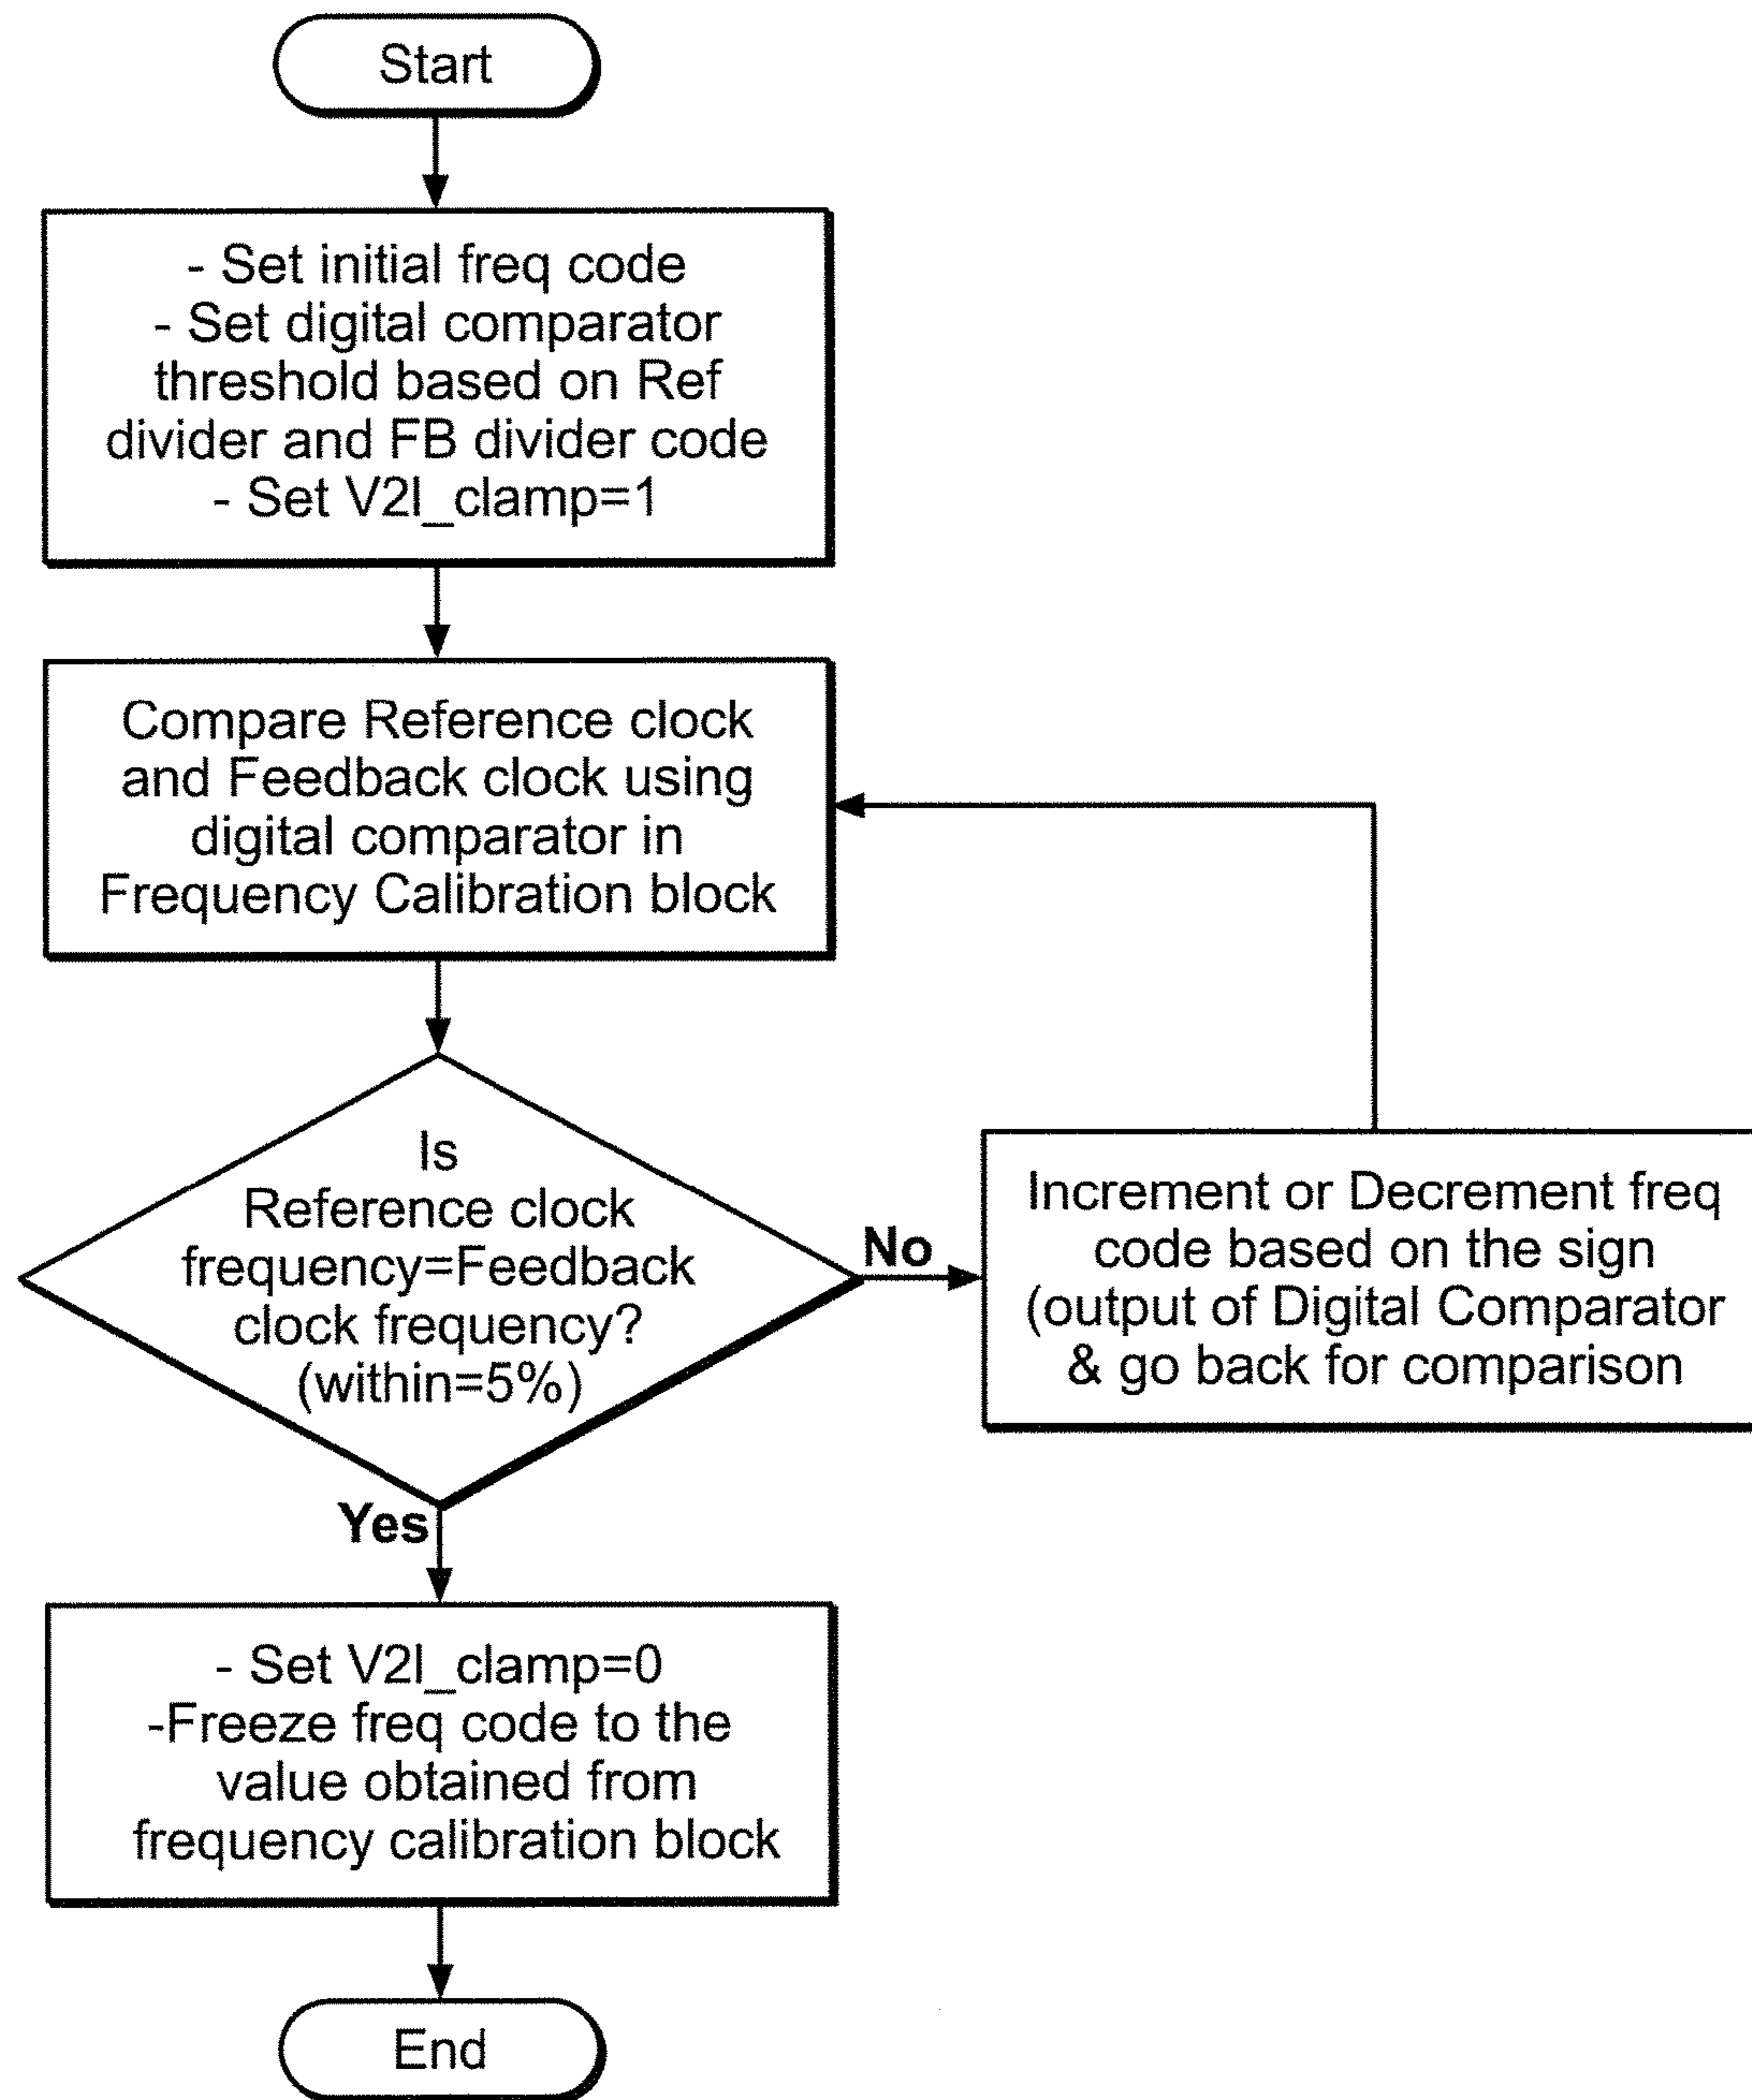 Start
- Set initial freq code
- Set digital comparator
threshold based on Ref
divider and FB divider code
- Set V2I_clamp=1
Compare Reference clock
and Feedback clock using
digital comparator in
Frequency Calibration block
Is
Reference clock
frequency=Feedback
clock frequency?
(within=5%)
No
Increment or Decrement freq
code based on the sign
(output of Digital Comparator
& go back for comparison
Yes
- Set V2I_clamp=0
-Freeze freq code to the
value obtained from
frequency calibration block
End